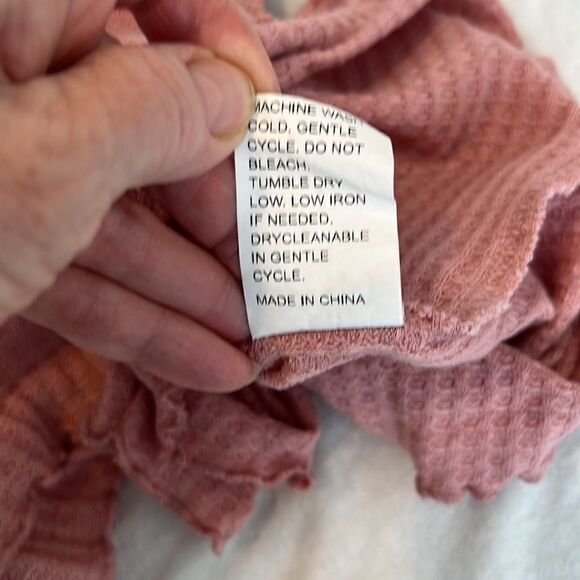 MACHINE WASH
COLD, GENTLE
CYCLE, DO NOT
BLEACH,
TUMBLE DRY
LOW, LOW IRON
IF NEEDED,
DRYCLEANABLE
IN GENTLE
CYCLE.
MADE IN CHINA